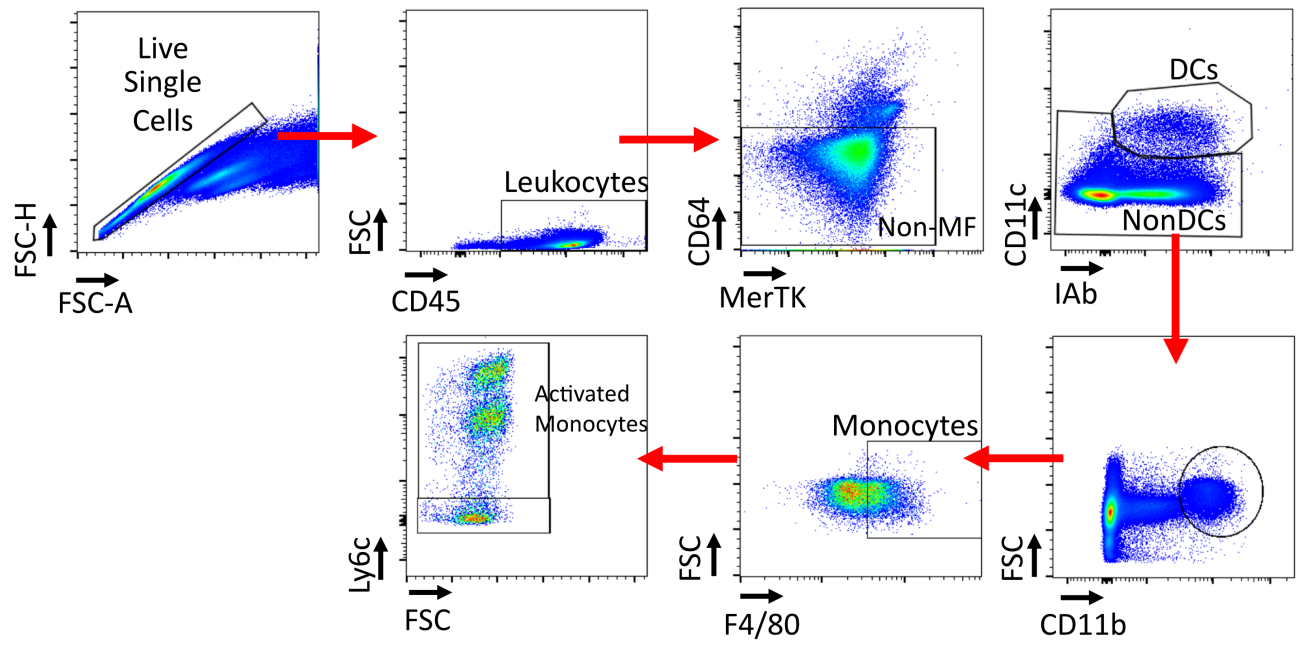 Live
Single
Cells
FSC-H
FSC-A
Leukocytes
FSC
CD45
Non-MF
CD64
MerTK
DCs
NonDCs
CD11c
IAb
Activated
Monocytes
Ly6c
FSC
Monocytes
FSC
F4/80
FSC
CD11b